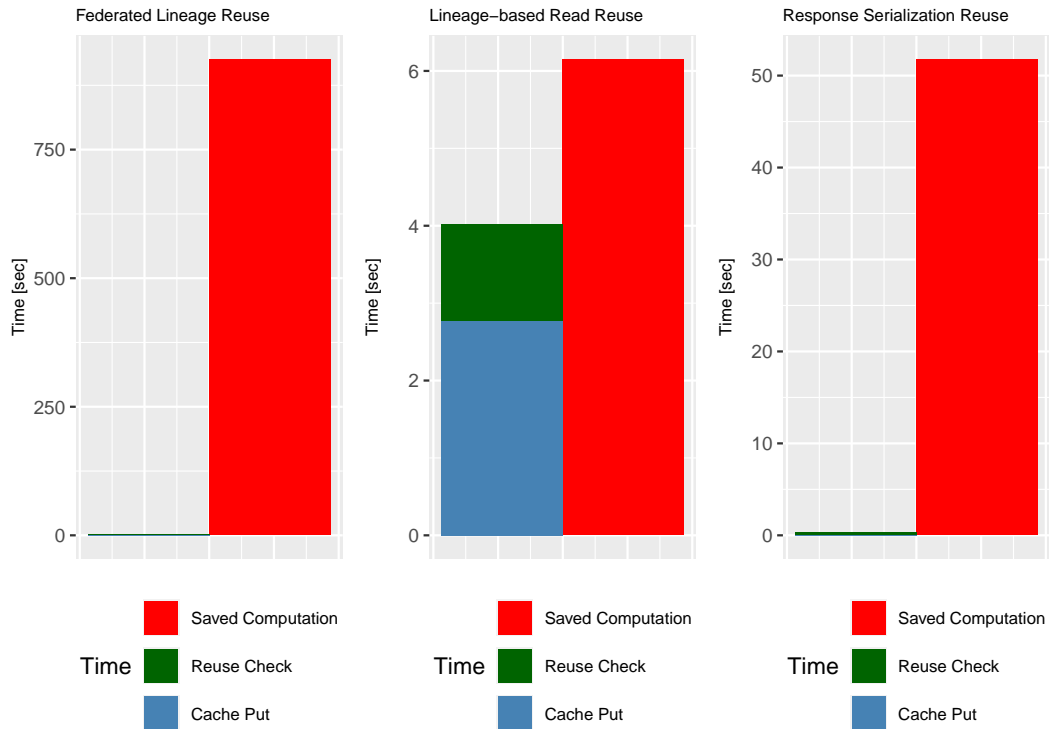 Federated Lineage Reuse
Time [sec]
750
500
250
0
Time
Saved Computation
Reuse Check
Cache Put
Lineage−based Read Reuse
Time [sec]
6
4
2
0
Time
Saved Computation
Reuse Check
Cache Put
Response Serialization Reuse
Time [sec]
50
40
30
20
10
0
Time
Saved Computation
Reuse Check
Cache Put